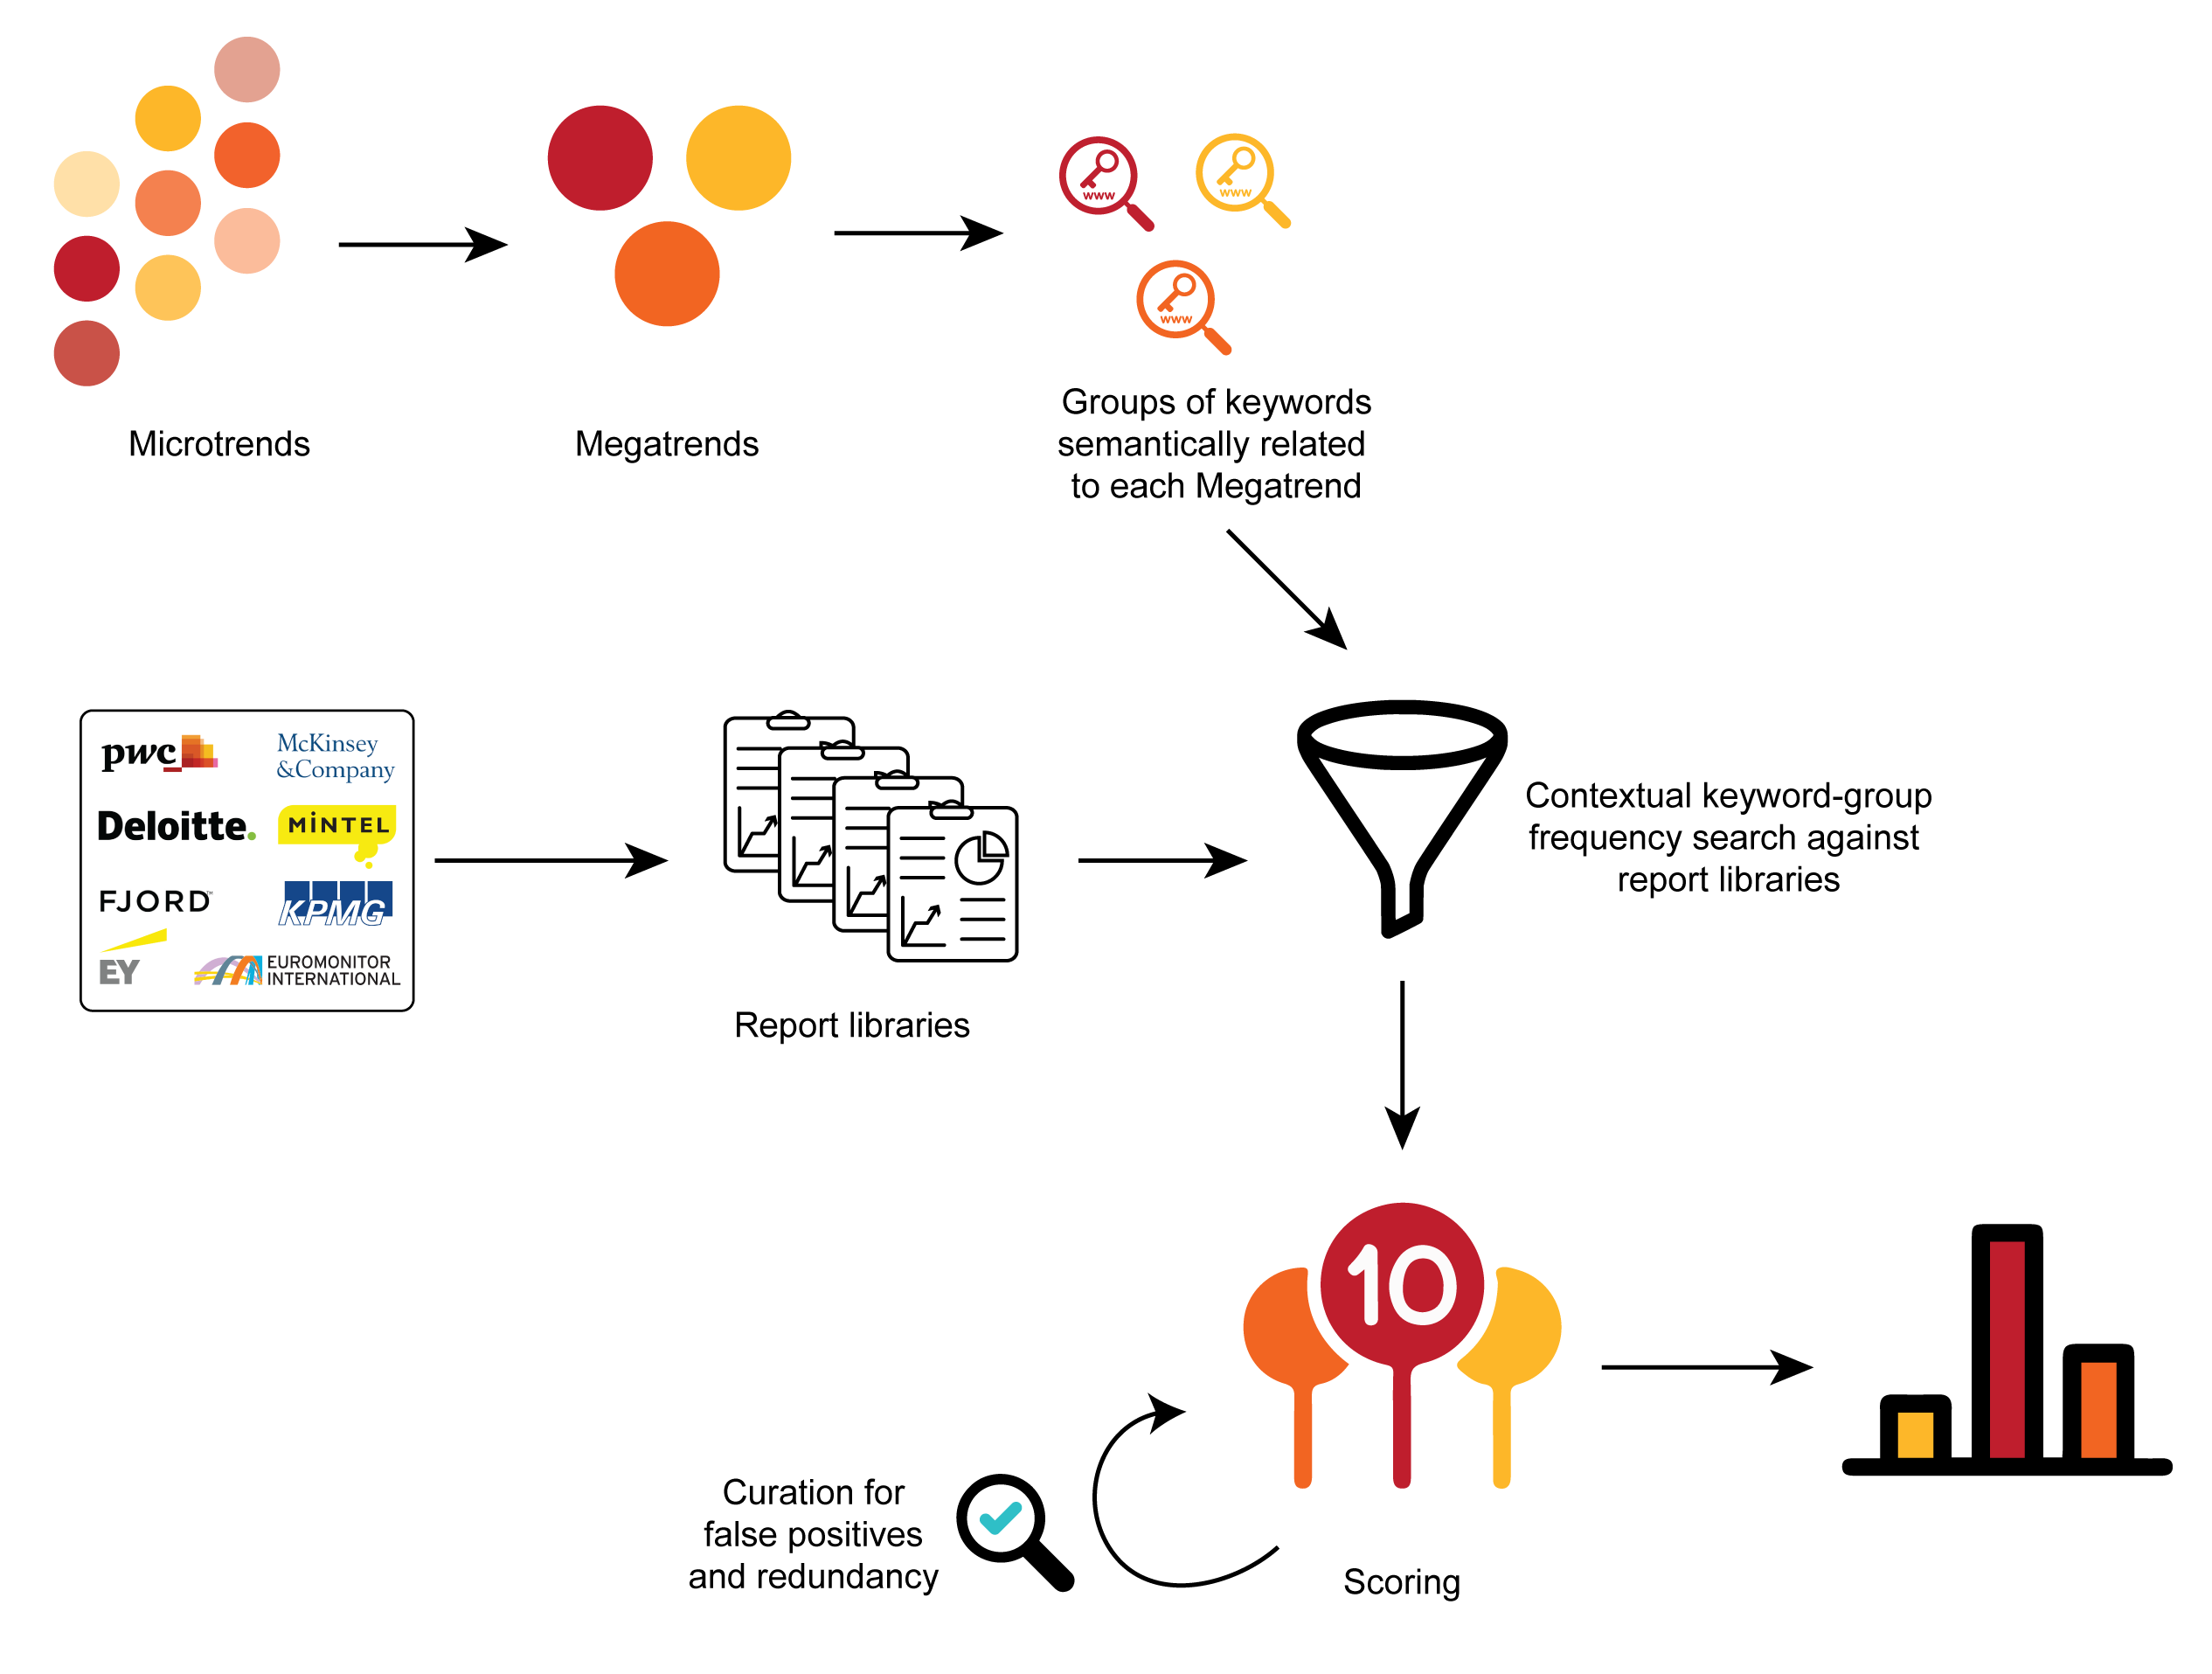 www
www
www
Microtrends
Megatrends
Groups of keywords
semantically related
to each Megatrend
pwc
McKinsey
&Company
Deloitte.
MiNTEL
FJORD™
KPMG
EY
EUROMONITOR
INTERNATIONAL
Report libraries
Contextual keyword-group
frequency search against
report libraries
10
Curation for
false positives
and redundancy
Scoring